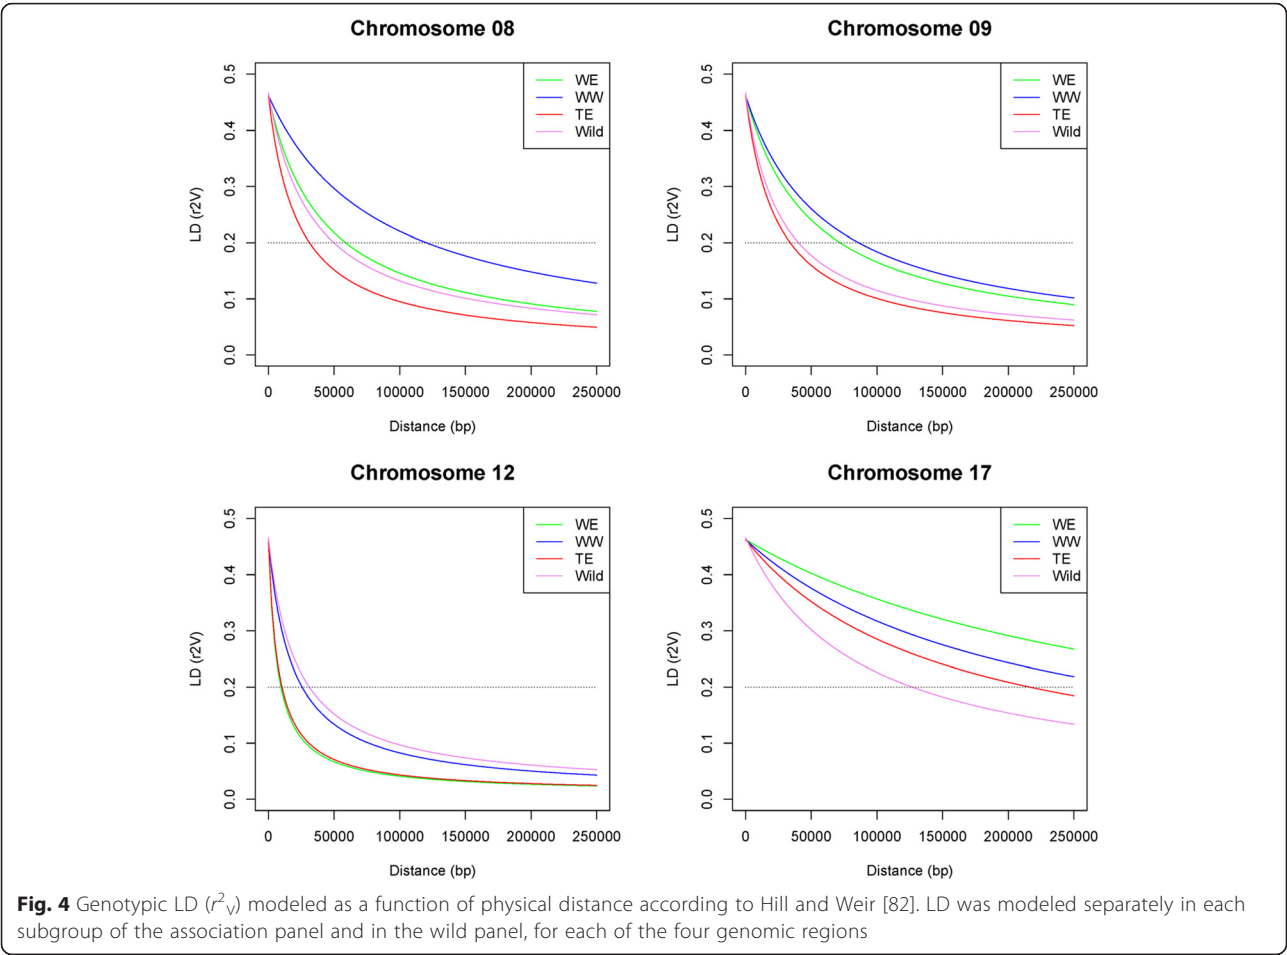 Chromosome 08
LD (r2V)
0.5
0.4
0.3
0.2
0.1
0.0
WE
WW
TE
Wild
0 50000 100000 150000 200000 250000
Distance (bp)
Chromosome 09
LD (r2V)
0.5
0.4
0.3
0.2
0.1
0.0
WE
WW
TE
Wild
0 50000 100000 150000 200000 250000
Distance (bp)
Chromosome 12
LD (r2V)
0.5
0.4
0.3
0.2
0.1
0.0
WE
WW
TE
Wild
0 50000 100000 150000 200000 250000
Distance (bp)
Chromosome 17
LD (r2V)
0.5
0.4
0.3
0.2
0.1
0.0
WE
WW
TE
Wild
0 50000 100000 150000 200000 250000
Distance (bp)
Fig. 4 Genotypic LD (r²V) modeled as a function of physical distance according to Hill and Weir [82]. LD was modeled separately in each
subgroup of the association panel and in the wild panel, for each of the four genomic regions